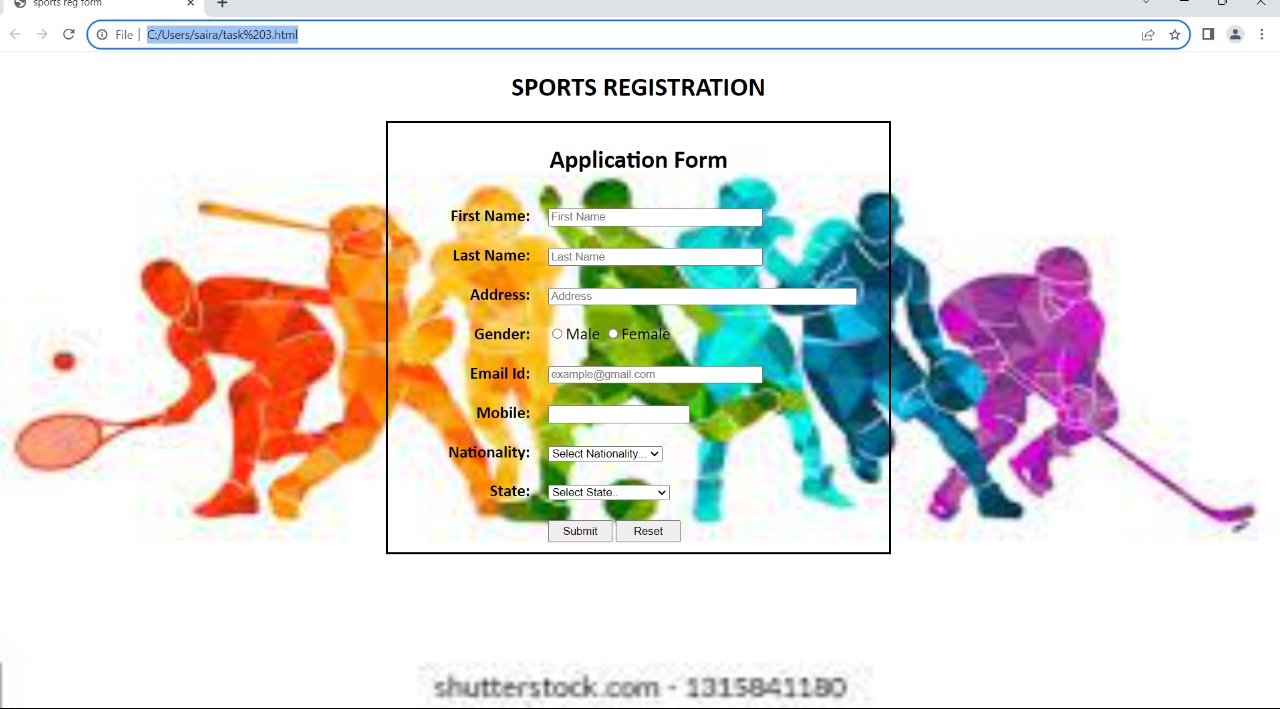 sports reg form
File | C:/Users/saira/task%203.html
SPORTS REGISTRATION
Application Form
First Name: First Name
Last Name: Last Name
Address: Address
Gender: Male Female
Email Id: example@gmail.com
Mobile:
Nationality: Select Nationality...
State: Select State..
Submit Reset
shutterstock.com - 1315841180